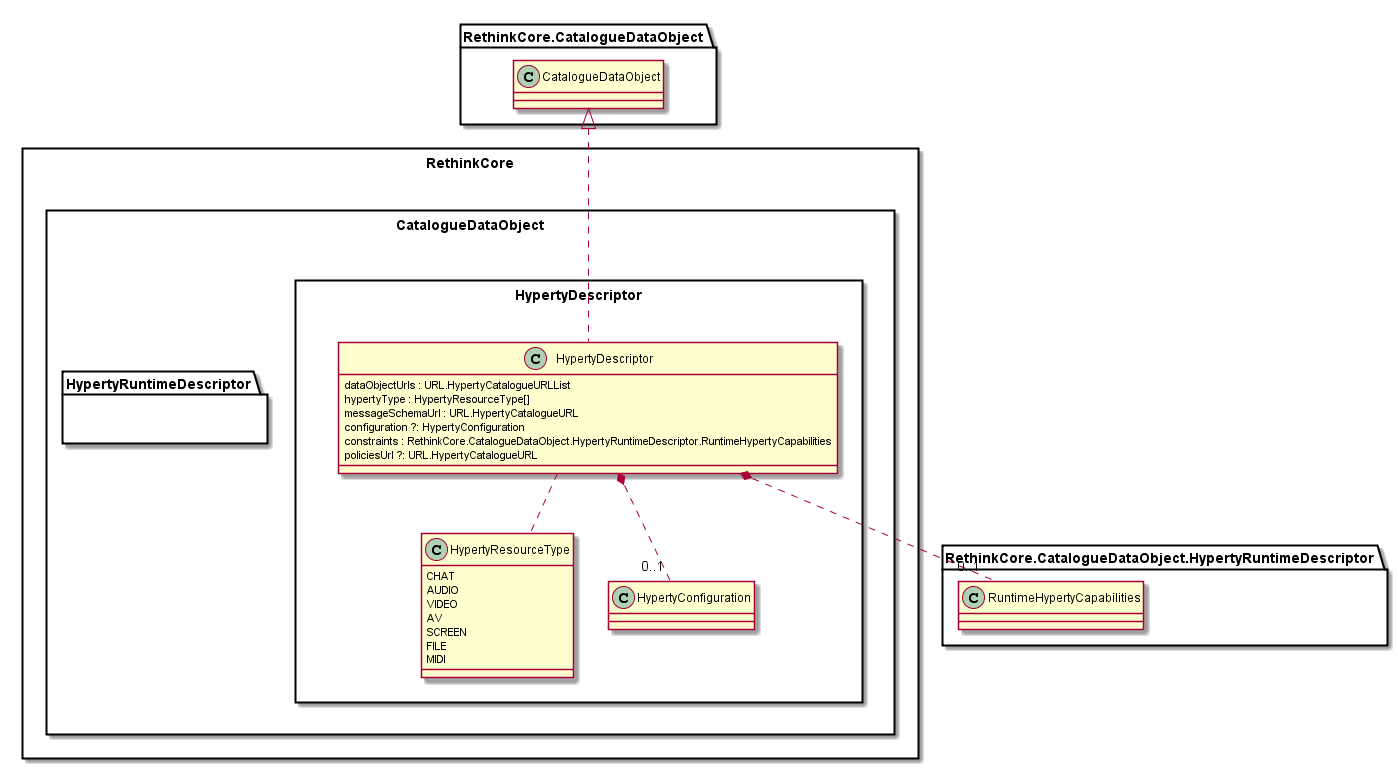 RethinkCore.CatalogueDataObject
C CatalogueDataObject
RethinkCore
CatalogueDataObject
HypertyDescriptor
HypertyRuntimeDescriptor
C HypertyDescriptor
dataObjectUrls : URL.HypertyCatalogueURLList
hypertyType : HypertyResourceType[]
messageSchemaUrl : URL.HypertyCatalogueURL
configuration ?: HypertyConfiguration
constraints : RethinkCore.CatalogueDataObject.HypertyRuntimeDescriptor.RuntimeHypertyCapabilities
policiesUrl ?: URL.HypertyCatalogueURL
C HypertyResourceType
CHAT
AUDIO
VIDEO
AV
SCREEN
FILE
MIDI
0..1
C HypertyConfiguration
RethinkCore.CatalogueDataObject.HypertyRuntimeDescriptor
0..1
C RuntimeHypertyCapabilities